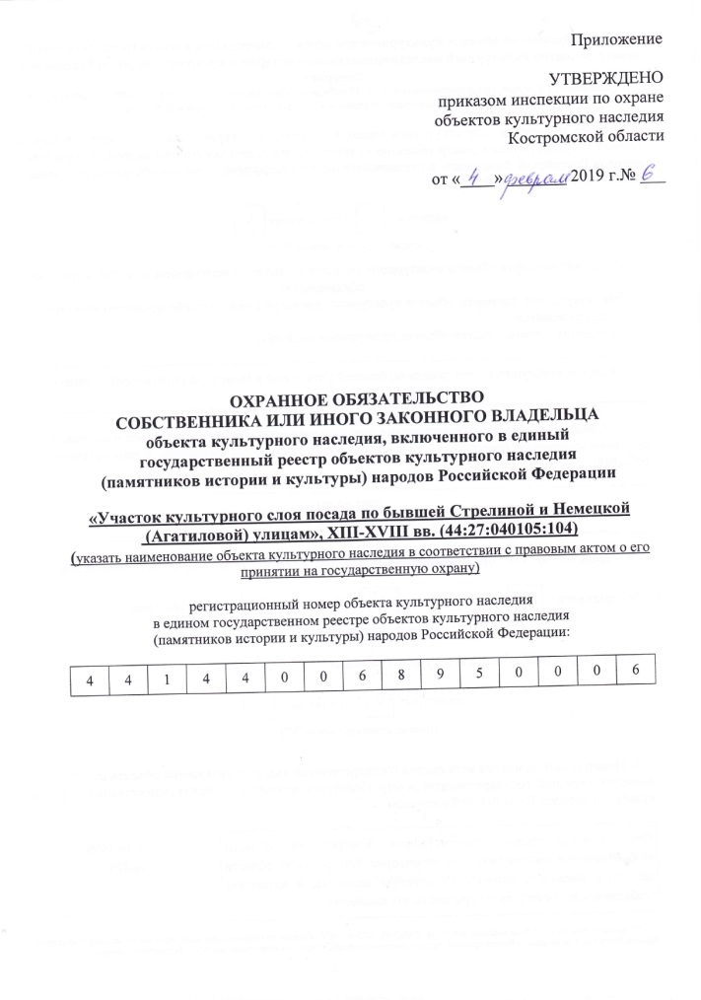 Приложение
УТВЕРЖДЕНО
приказом инспекции по охране
объектов культурного наследия
Костромской области
от «4» февраля 2019 г.№ 6
ОХРАННОЕ ОБЯЗАТЕЛЬСТВО
СОБСТВЕННИКА ИЛИ ИНОГО ЗАКОННОГО ВЛАДЕЛЬЦА
объекта культурного наследия, включенного в единый
государственный реестр объектов культурного наследия
(памятников истории и культуры) народов Российской Федерации
«Участок культурного слоя посада по бывшей Стрелиной и Немецкой
(Агатиловой) улицам», XIII-XVIII вв. (44:27:040105:104)
(указать наименование объекта культурного наследия в соответствии с правовым актом о его
принятии на государственную охрану)
регистрационный номер объекта культурного наследия
в едином государственном реестре объектов культурного наследия
(памятников истории и культуры) народов Российской Федерации:
4 4 1 4 4 0 0 6 8 9 5 0 0 0 6